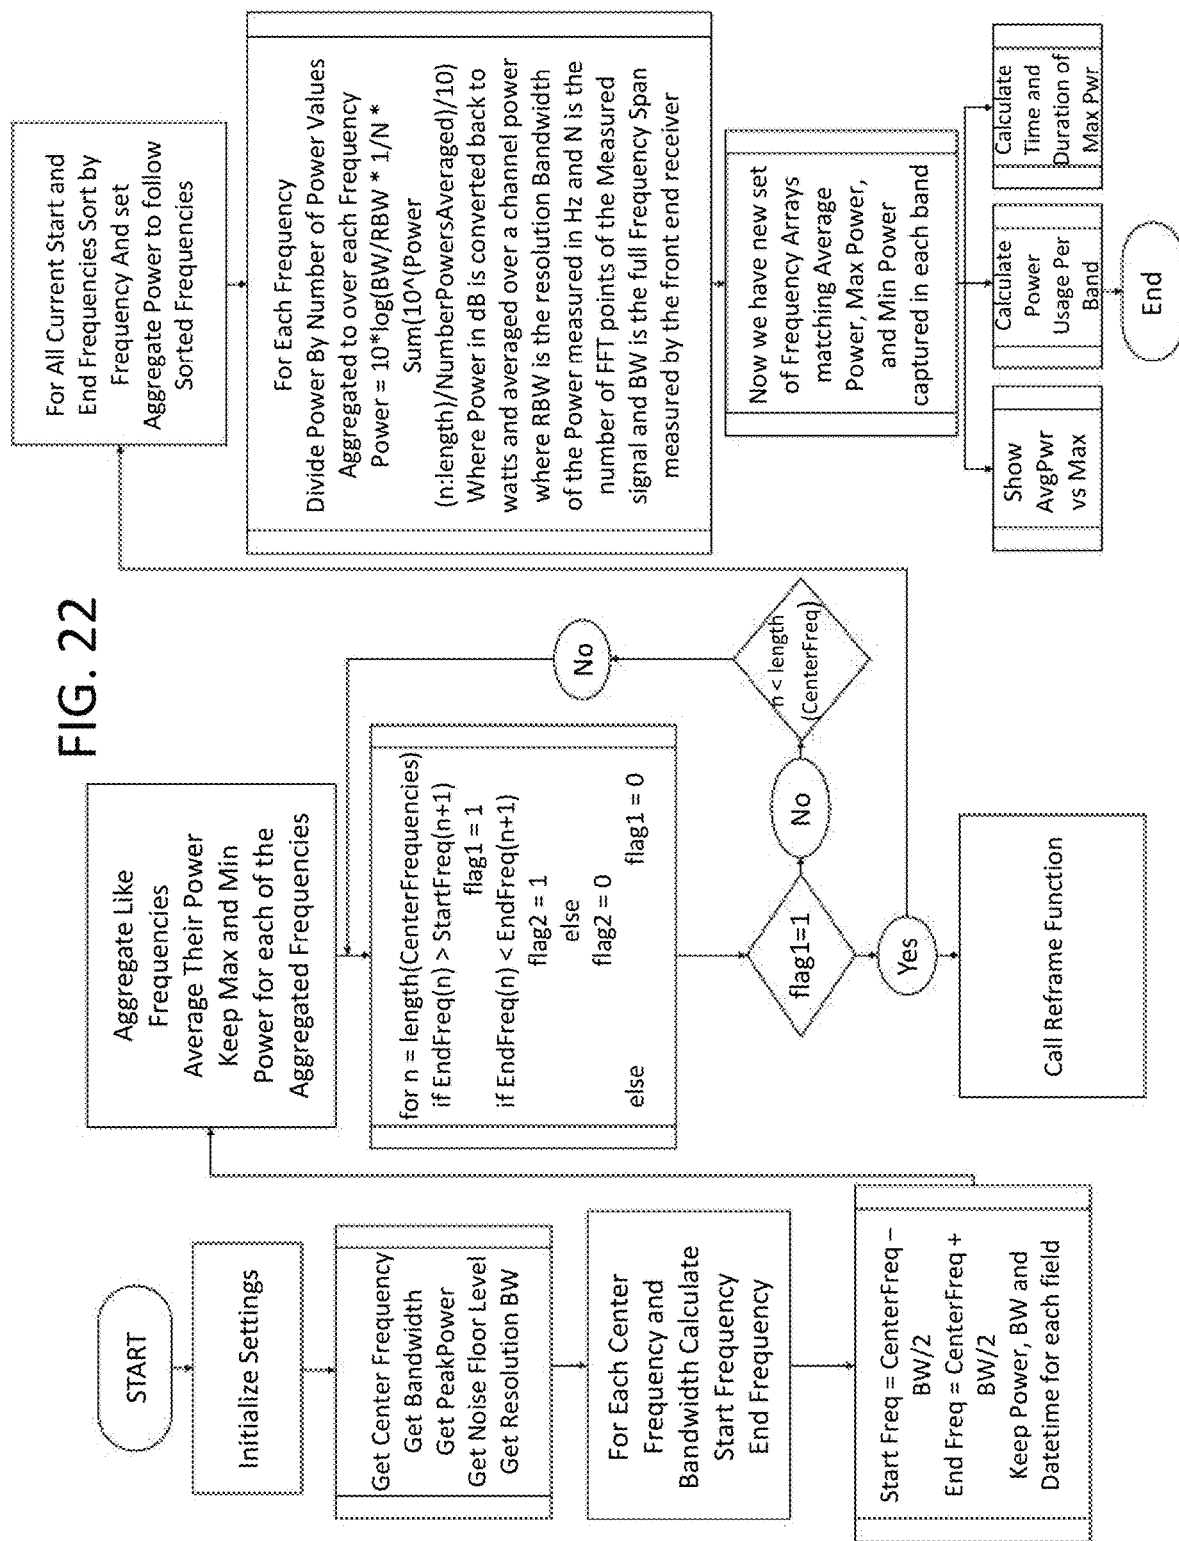 FIG. 22
START
Initialize Settings
Get Center Frequency
Get Bandwidth
Get PeakPower
Get Noise Floor Level
Get Resolution BW
For Each Center
Frequency and
Bandwidth Calculate
Start Frequency
End Frequency
Start Freq = CenterFreq –
BW/2
End Freq = CenterFreq +
BW/2
Keep Power, BW and
Datetime for each field
Aggregate Like
Frequencies
Average Their Power
Keep Max and Min
Power for each of the
Aggregated Frequencies
for n = length(CenterFrequencies)
if EndFreq(n) > StartFreq(n+1)
flag1 = 1
if EndFreq(n) < EndFreq(n+1)
flag2 = 1
else
flag2 = 0
else flag1 = 0
flag1=1
No
n < length
(CenterFreq)
No
Yes
Call Reframe Function
For All Current Start and
End Frequencies Sort by
Frequency And set
Aggregate Power to follow
Sorted Frequencies
For Each Frequency
Divide Power By Number of Power Values
Aggregated to over each Frequency
Power = 10*log(BW/RBW * 1/N *
Sum(10^(Power
(n:length)/NumberPowersAveraged)/10)
Where Power in dB is converted back to
watts and averaged over a channel power
where RBW is the resolution Bandwidth
of the Power measured in Hz and N is the
number of FFT points of the Measured
signal and BW is the full Frequency Span
measured by the front end receiver
Now we have new set
of Frequency Arrays
matching Average
Power, Max Power,
and Min Power
captured in each band
Show
AvgPwr
vs Max
Calculate
Power
Usage Per
Band
Calculate
Time and
Duration of
Max Pwr
End